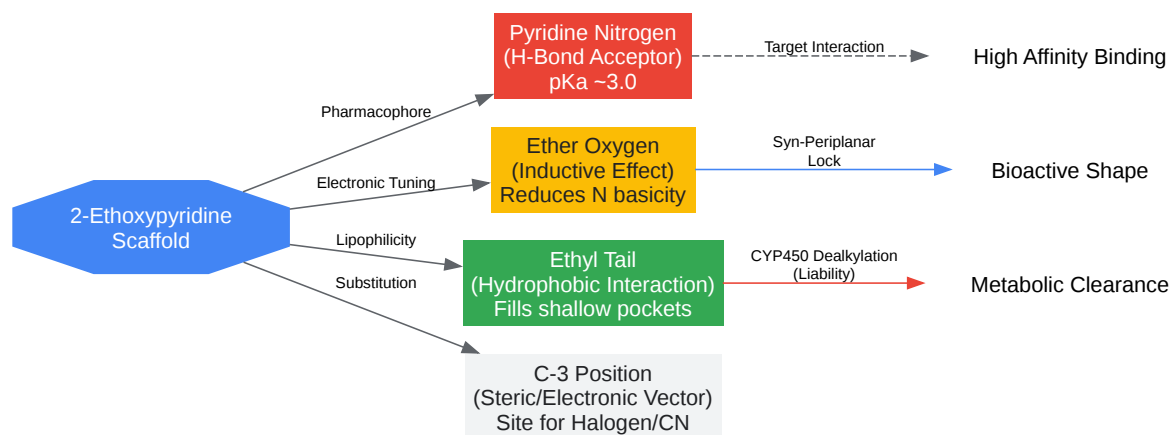 2-Ethoxypyridine
Scaffold
Pharmacophore
Electronic Tuning
Lipophilicity
Substitution
Pyridine Nitrogen
(H-Bond Acceptor)
pKa ~3.0
Target Interaction
High Affinity Binding
Ether Oxygen
(Inductive Effect)
Reduces N basicity
Syn-Periplanar
Lock
Bioactive Shape
Ethyl Tail
(Hydrophobic Interaction)
Fills shallow pockets
CYP450 Dealkylation
(Liability)
Metabolic Clearance
C-3 Position
(Steric/Electronic Vector)
Site for Halogen/CN